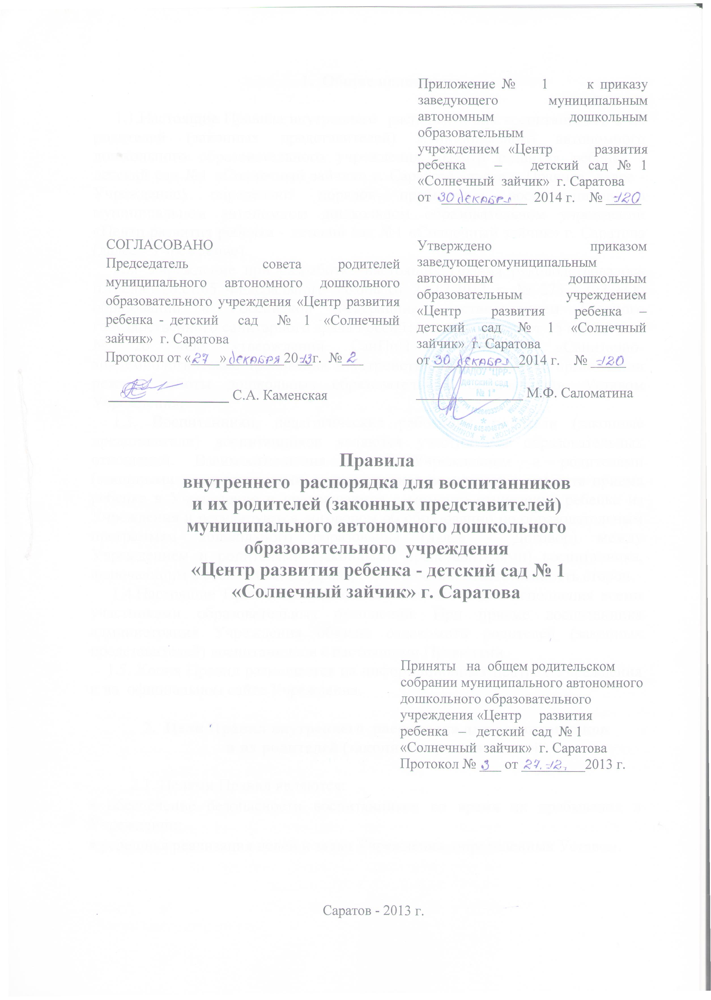 Приложение № 1 к приказу
заведующего муниципальным
автономным дошкольным
образовательным
учреждением «Центр развития
ребенка – детский сад № 1
«Солнечный зайчик» г. Саратова
от 30 декабря 2014 г. № 120
СОГЛАСОВАНО
Председатель совета родителей
муниципального автономного дошкольного
образовательного учреждения «Центр развития
ребенка - детский сад № 1 «Солнечный
зайчик» г. Саратова
Протокол от «27» декабря 2013г. № 2
С.А. Каменская
Утверждено приказом
заведующегомуниципальным
автономным дошкольным
образовательным учреждением
«Центр развития ребенка –
детский сад № 1 «Солнечный
зайчик» г. Саратова
от 30 декабря 2014 г. № 120
МАДОУ "ЦРР-
детский сад
№ 1"
М.Ф. Саломатина
Правила
внутреннего распорядка для воспитанников
и их родителей (законных представителей)
муниципального автономного дошкольного
образовательного учреждения
«Центр развития ребенка - детский сад № 1
«Солнечный зайчик» г. Саратова
Приняты на общем родительском
собрании муниципального автономного
дошкольного образовательного
учреждения «Центр развития
ребенка – детский сад № 1
«Солнечный зайчик» г. Саратова
Протокол № 3 от 27.12. 2013 г.
Саратов - 2013 г.